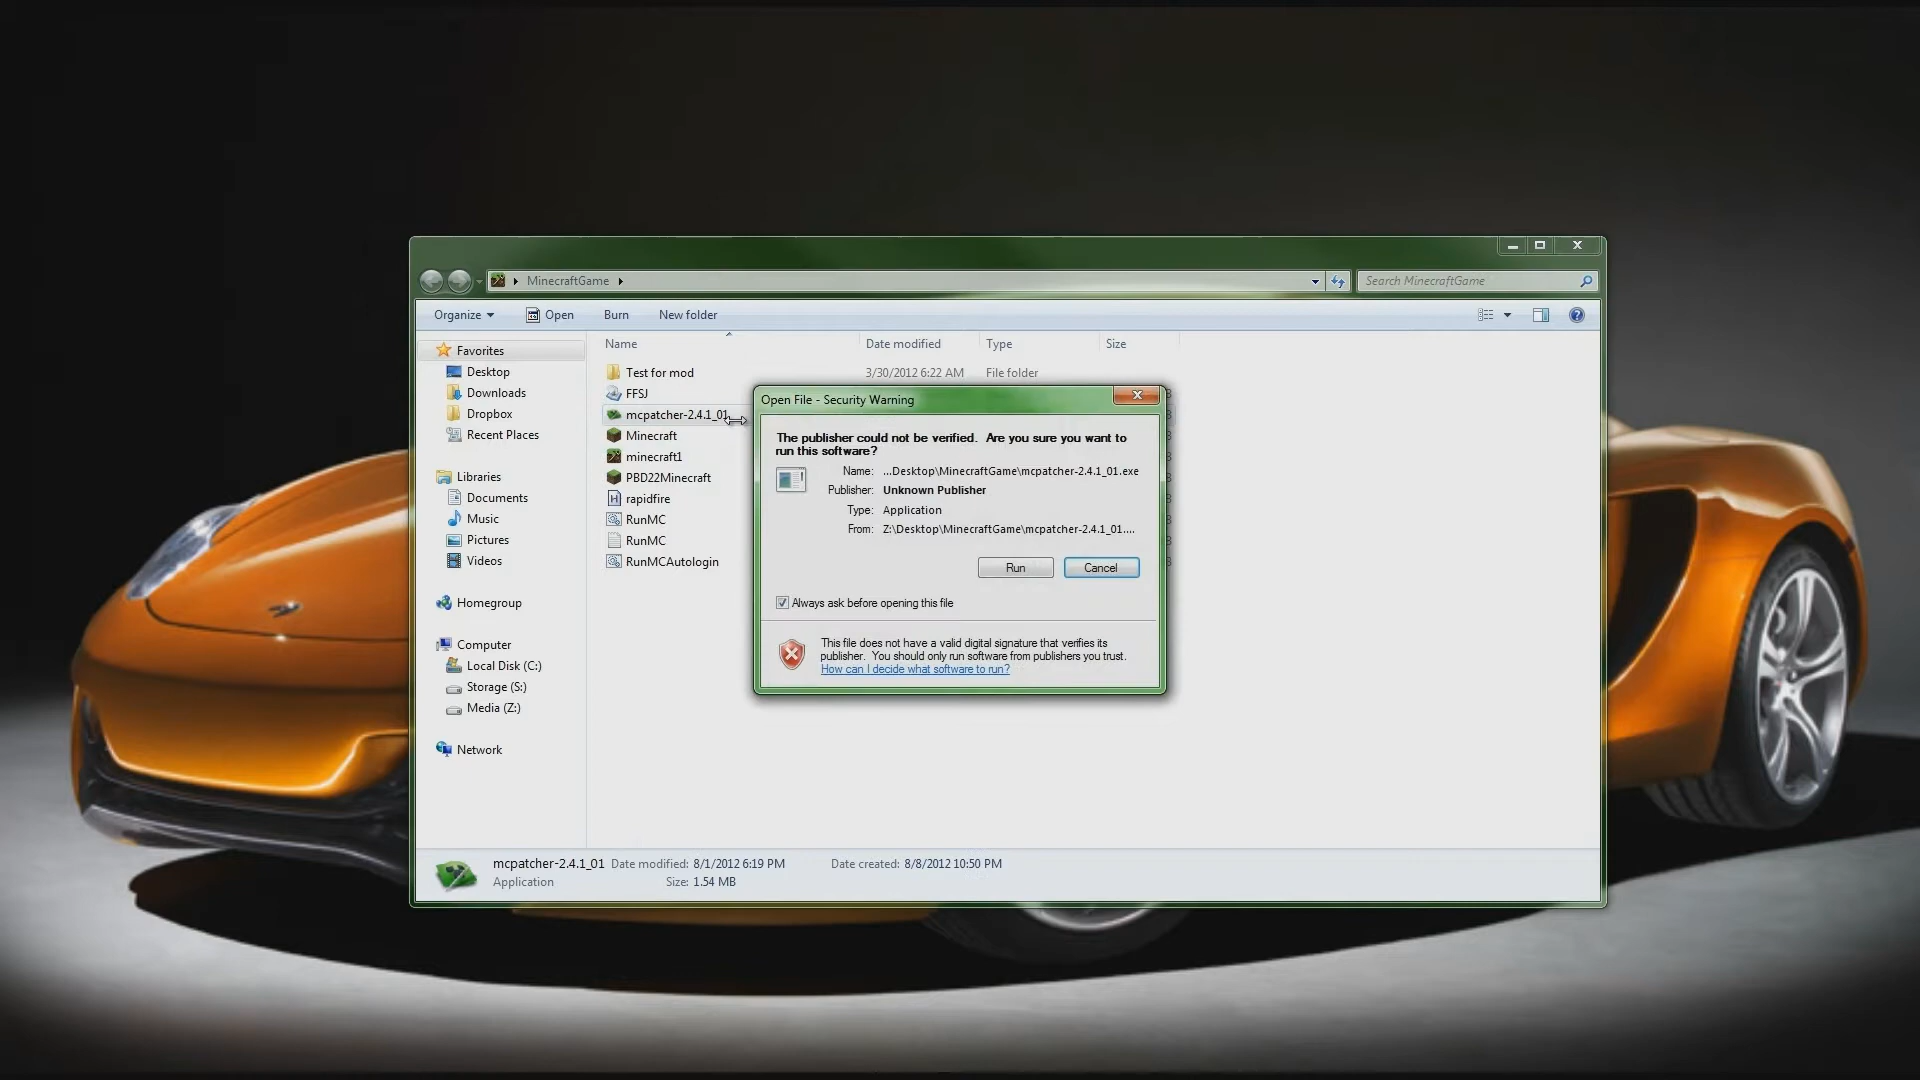 MinecraftGame
Search MinecraftGame
Organize
Open
Burn
New folder
Favorites
Desktop
Downloads
Dropbox
Recent Places
Libraries
Documents
Music
Pictures
Videos
Homegroup
Computer
Local Disk (C:)
Storage (S:)
Media (Z:)
Network
Name
Date modified
Type
Size
Test for mod
3/30/2012 6:22 AM
File folder
FFSJ
mcpatcher-2.4.1_01
Minecraft
minecraft1
PBD22Minecraft
rapidfire
RunMC
RunMC
RunMCAutologin
Open File - Security Warning
The publisher could not be verified. Are you sure you want to
run this software?
Name: ...Desktop\MinecraftGame\mcpatcher-2.4.1_01.exe
Publisher: Unknown Publisher
Type: Application
From: Z:\Desktop\MinecraftGame\mcpatcher-2.4.1_01....
Run
Cancel
Always ask before opening this file
This file does not have a valid digital signature that verifies its
publisher. You should only run software from publishers you trust.
How can I decide what software to run?
mcpatcher-2.4.1_01 Date modified: 8/1/2012 6:19 PM Date created: 8/8/2012 10:50 PM
Application Size: 1.54 MB